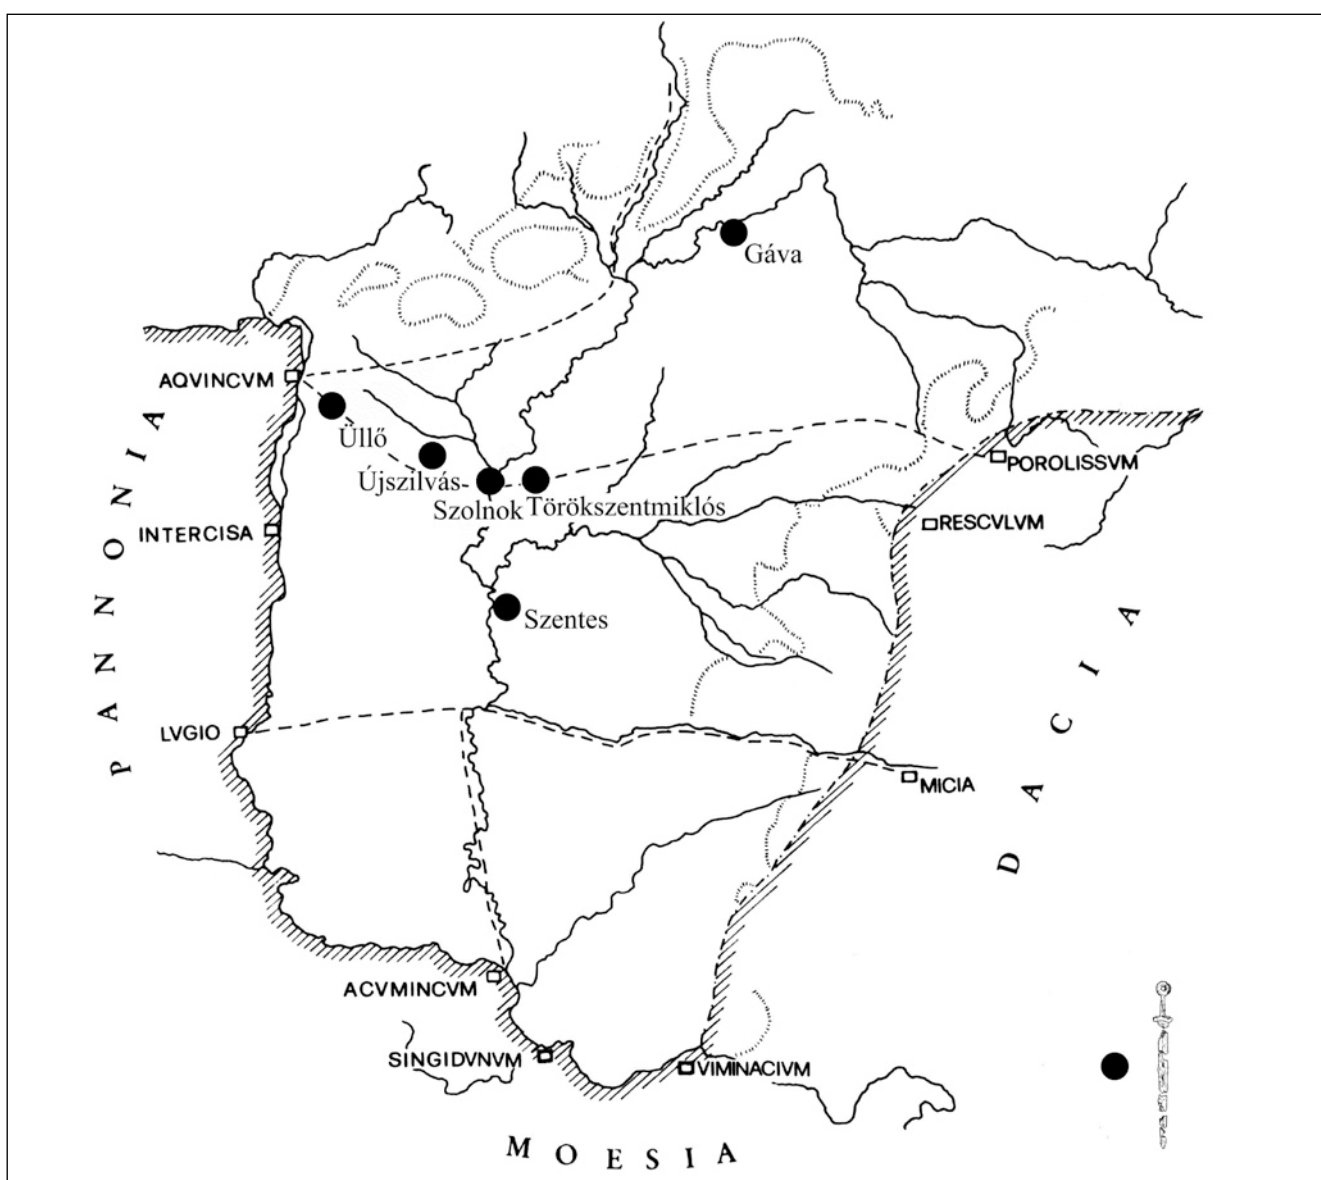 Gáva
AQVINCVM
Üllő
Újszilvás
Szolnok
Törökszentmiklós
POROLISSVM
INTERCISA
RESCVLVM
PANNONIA
Szentes
DACIA
LVGIO
MICIA
ACVMINCVM
SINGIDVNVM
VIMINACIVM
MOESIA